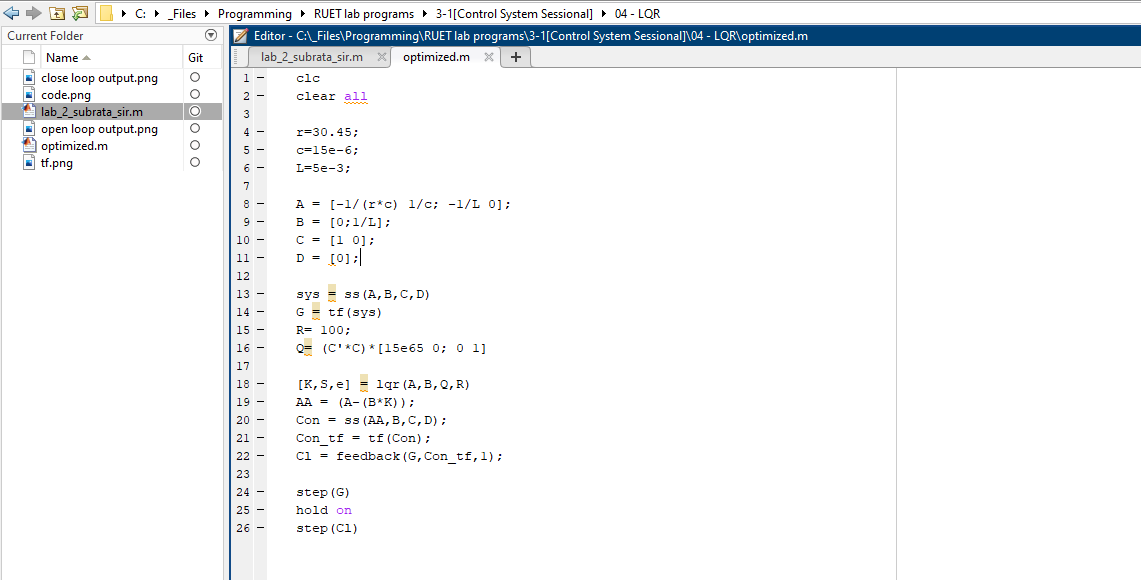 C: _Files Programming RUET lab programs 3-1[Control System Sessional] 04 - LQR
Current Folder
Name Git
close loop output.png
code.png
lab_2_subrata_sir.m
open loop output.png
optimized.m
tf.png
Editor - C:\_Files\Programming\RUET lab programs\3-1[Control System Sessional]\04 - LQR\optimized.m
lab_2_subrata_sir.m optimized.m
1 clc
2 clear all
3
4 r=30.45;
5 c=15e-6;
6 L=5e-3;
7
8 A = [-1/(r*c) 1/c; -1/L 0];
9 B = [0;1/L];
10 C = [1 0];
11 D = [0];
12
13 sys = ss(A,B,C,D)
14 G = tf(sys)
15 R= 100;
16 Q= (C'*C)*[15e65 0; 0 1]
17
18 [K,S,e] = lqr(A,B,Q,R)
19 AA = (A-(B*K));
20 Con = ss(AA,B,C,D);
21 Con_tf = tf(Con);
22 Cl = feedback(G,Con_tf,1);
23
24 step(G)
25 hold on
26 step(Cl)